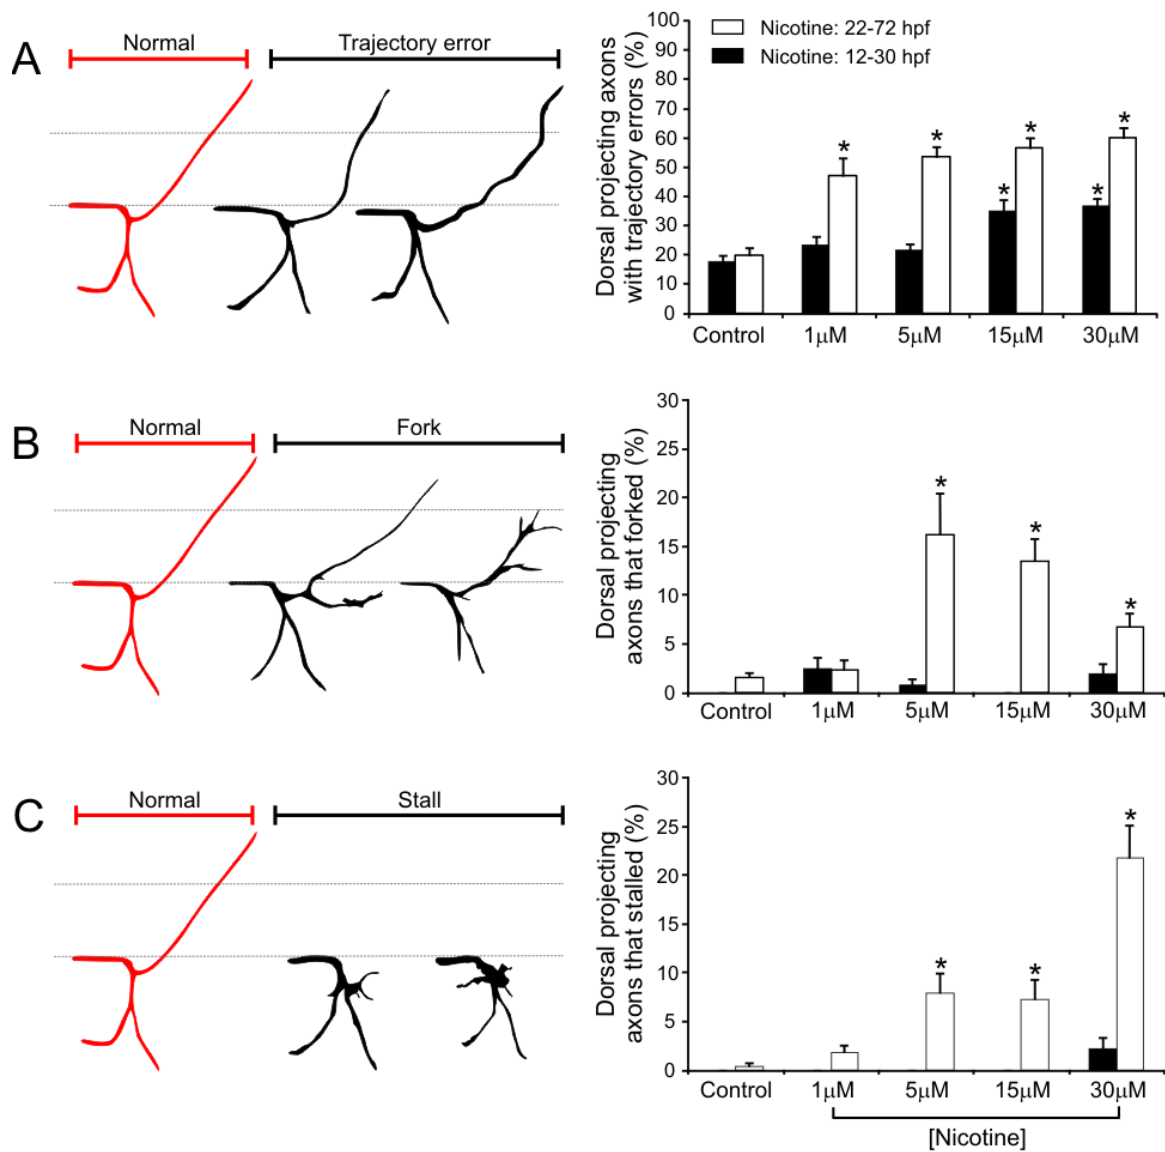 A
Normal
Trajectory error
Dorsal projecting axons
with trajectory errors (%)
100
90
80
70
60
50
40
30
20
10
0
Nicotine: 22-72 hpf
Nicotine: 12-30 hpf
*
*
*
*
*
*
Control
1µM
5µM
15µM
30µM
B
Normal
Fork
Dorsal projecting
axons that forked (%)
30
25
20
15
10
5
0
*
*
*
Control
1µM
5µM
15µM
30µM
C
Normal
Stall
Dorsal projecting
axons that stalled (%)
30
25
20
15
10
5
0
*
*
*
Control
1µM
5µM
15µM
30µM
[Nicotine]